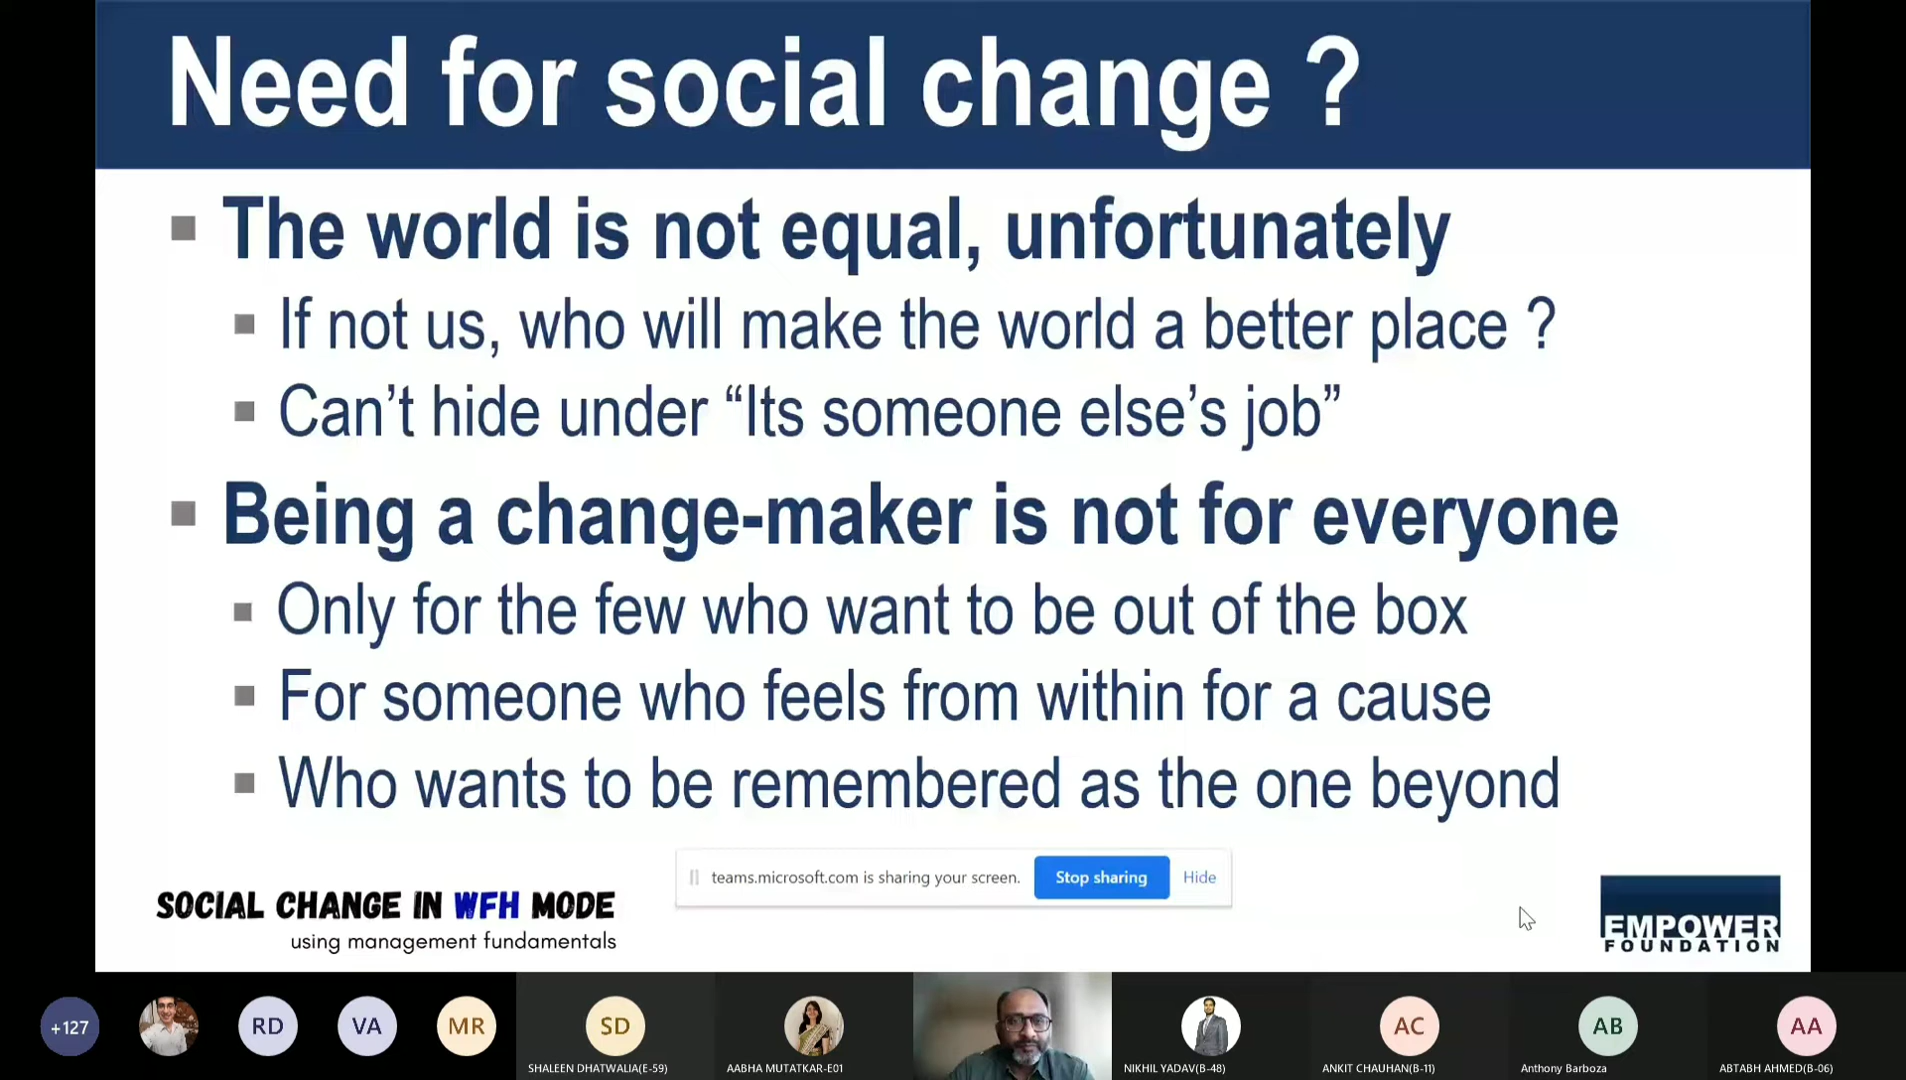 Need for social change ?
The world is not equal, unfortunately
If not us, who will make the world a better place ?
Can’t hide under “Its someone else’s job”
Being a change-maker is not for everyone
Only for the few who want to be out of the box
For someone who feels from within for a cause
Who wants to be remembered as the one beyond
teams.microsoft.com is sharing your screen.
Stop sharing
Hide
SOCIAL CHANGE IN WFH MODE
using management fundamentals
EMPOWER
FOUNDATION
+127
RD
VA
MR
SD
SHALEEN DHATWALIA(E-59)
AABHA MUTATKAR-E01
NIKHIL YADAV(B-48)
AC
ANKIT CHAUHAN(B-11)
AB
Anthony Barboza
AA
ABTABH AHMED(B-06)